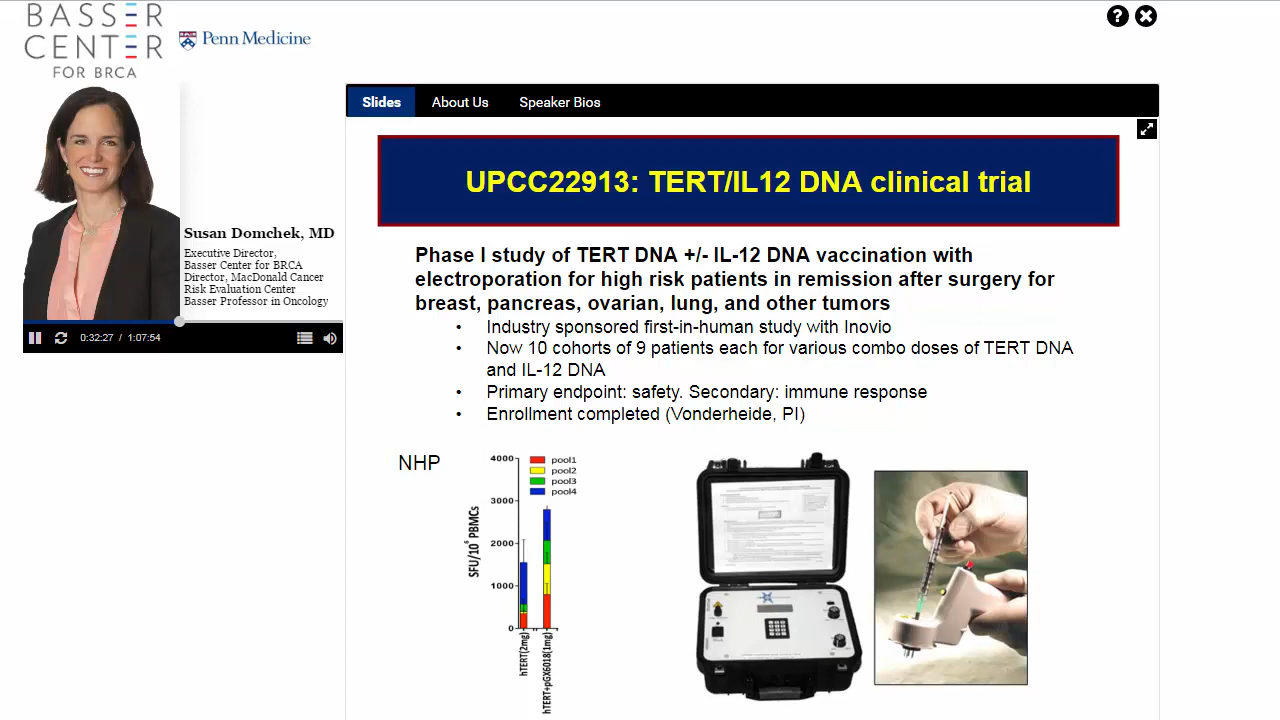 BASSER
CENTER
FOR BRCA
Penn Medicine
Slides
About Us
Speaker Bios
Susan Domchek, MD
Executive Director,
Basser Center for BRCA
Director, MacDonald Cancer
Risk Evaluation Center
Basser Professor in Oncology
0:32:27 / 1:07:54
UPCC22913: TERT/IL12 DNA clinical trial
Phase I study of TERT DNA +/- IL-12 DNA vaccination with
electroporation for high risk patients in remission after surgery for
breast, pancreas, ovarian, lung, and other tumors
• Industry sponsored first-in-human study with Inovio
• Now 10 cohorts of 9 patients each for various combo doses of TERT DNA
and IL-12 DNA
• Primary endpoint: safety. Secondary: immune response
• Enrollment completed (Vonderheide, PI)
NHP
SFU/10⁶ PBMCs
4000
3000
2000
1000
0
pool1
pool2
pool3
pool4
hTERT(2mg)
hTERT+pGX6018(1mg)